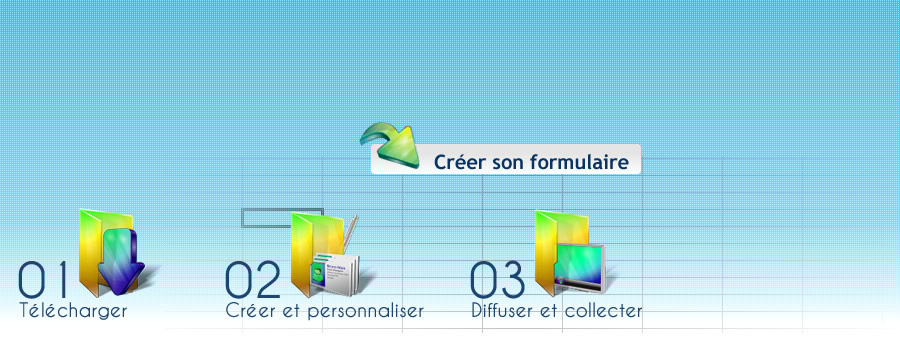 Créer son formulaire
01
Télécharger
02
Créer et personnaliser
03
Diffuser et collecter